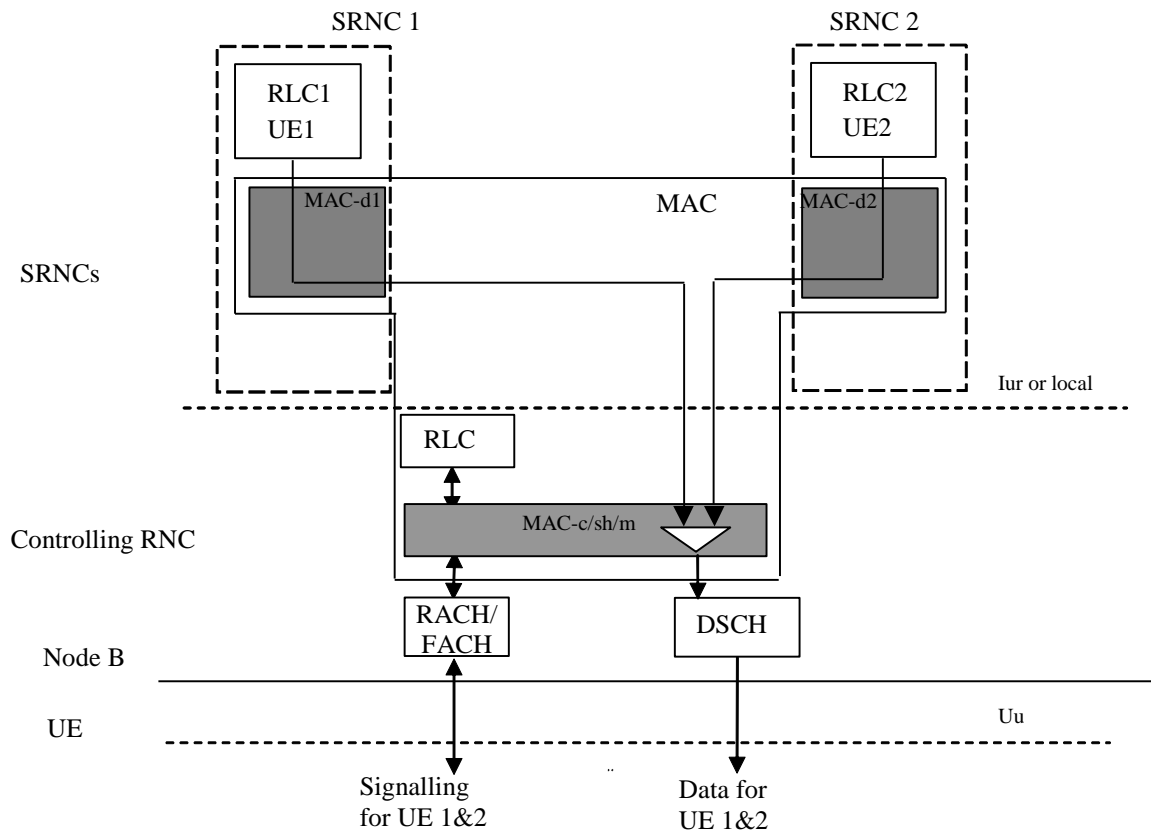 SRNC 1
SRNC 2
RLC1
UE1
RLC2
UE2
MAC-d1
MAC
MAC-d2
SRNCs
Iur or local
RLC
MAC-c/sh/m
Controlling RNC
RACH/
FACH
DSCH
Node B
UE
Uu
Signalling
for UE 1&2
..
Data for
UE 1&2